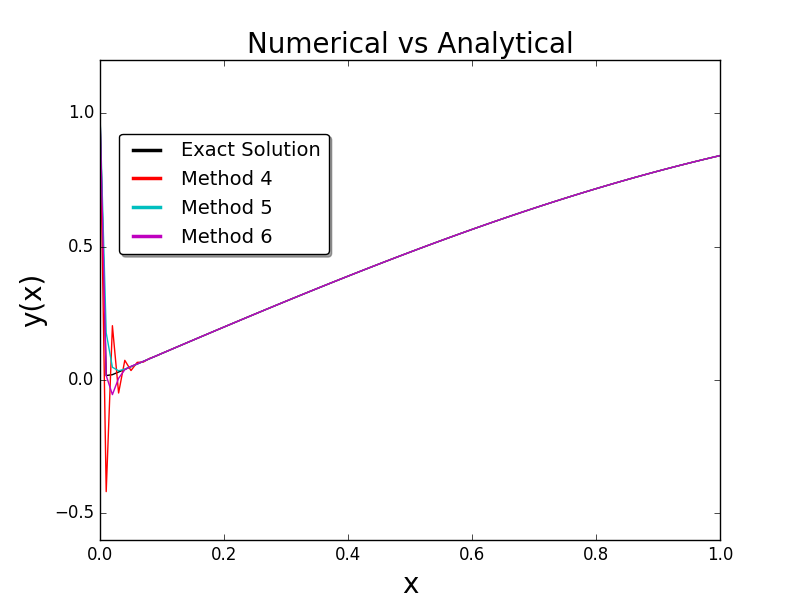 Numerical vs Analytical
1.0
0.5
0.0
−0.5
y(x)
Exact Solution
Method 4
Method 5
Method 6
0.0 0.2 0.4 0.6 0.8 1.0
x